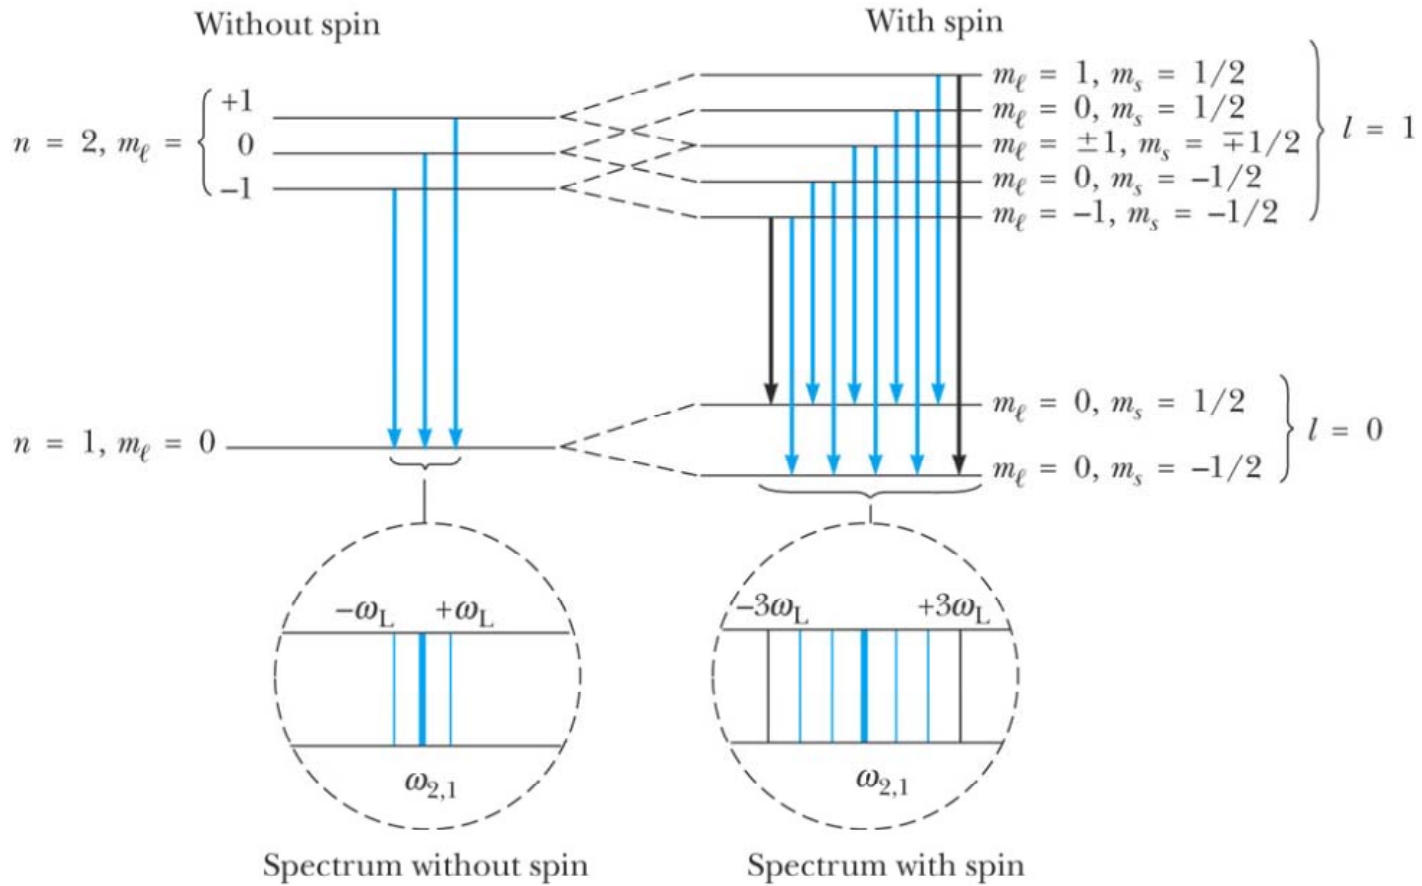 Without spin
With spin
n = 2, mℓ =
+1
0
−1
mℓ = 1, ms = 1/2
mℓ = 0, ms = 1/2
mℓ = ±1, ms = ∓1/2
mℓ = 0, ms = −1/2
mℓ = −1, ms = −1/2
l = 1
n = 1, mℓ = 0
mℓ = 0, ms = 1/2
mℓ = 0, ms = −1/2
l = 0
−ωL +ωL
ω2,1
−3ωL +3ωL
ω2,1
Spectrum without spin
Spectrum with spin